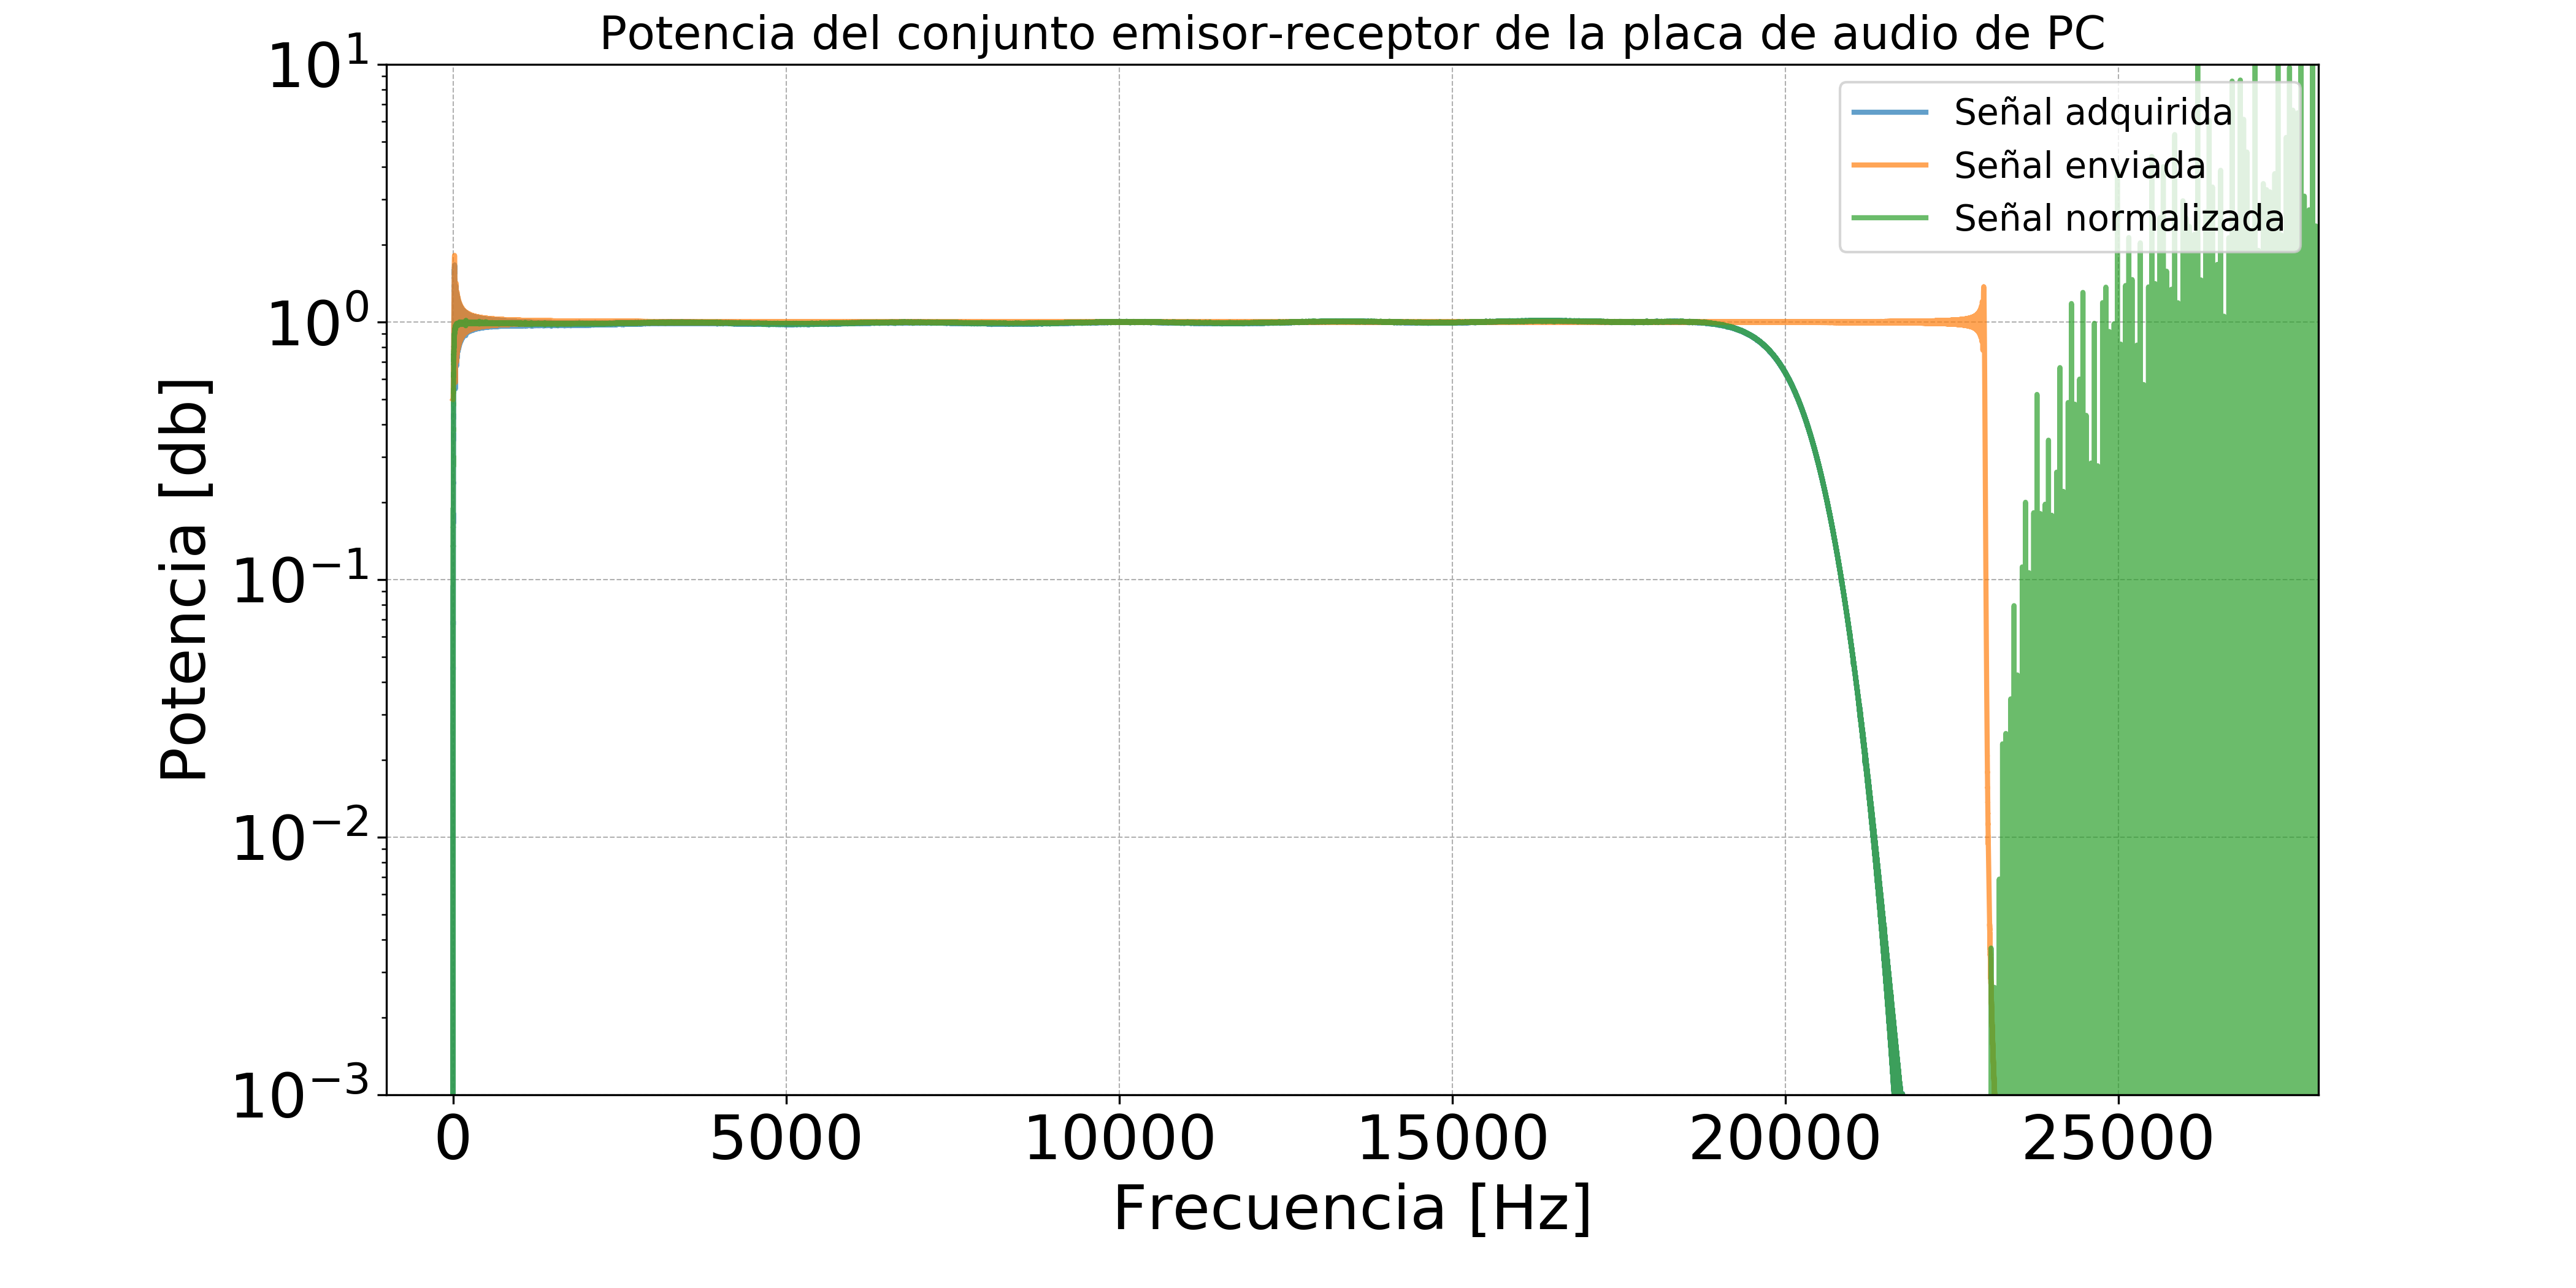 Potencia del conjunto emisor-receptor de la placa de audio de PC
10¹
10⁰
10⁻¹
10⁻²
10⁻³
Potencia [db]
Señal adquirida
Señal enviada
Señal normalizada
0 5000 10000 15000 20000 25000
Frecuencia [Hz]